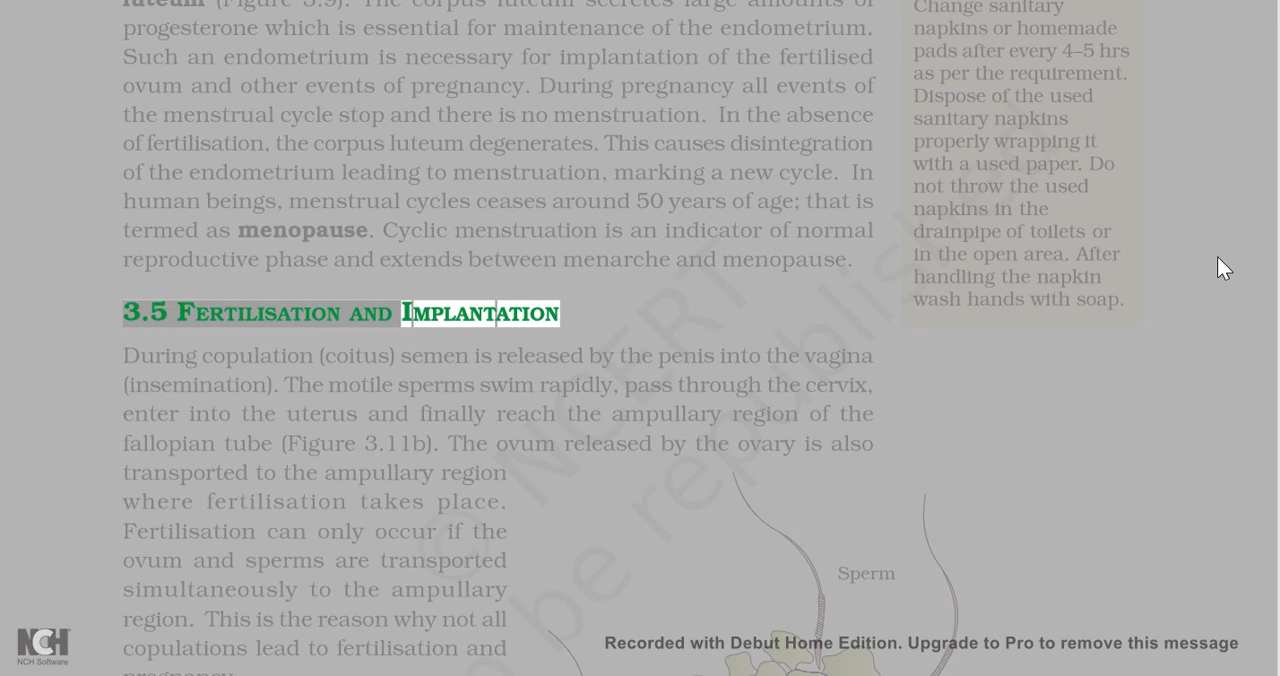 luteum (Figure 3.9). The corpus luteum secretes large amounts of
progesterone which is essential for maintenance of the endometrium.
Such an endometrium is necessary for implantation of the fertilised
ovum and other events of pregnancy. During pregnancy all events of
the menstrual cycle stop and there is no menstruation. In the absence
of fertilisation, the corpus luteum degenerates. This causes disintegration
of the endometrium leading to menstruation, marking a new cycle. In
human beings, menstrual cycles ceases around 50 years of age; that is
termed as menopause. Cyclic menstruation is an indicator of normal
reproductive phase and extends between menarche and menopause.
Change sanitary
napkins or homemade
pads after every 4–5 hrs
as per the requirement.
Dispose of the used
sanitary napkins
properly wrapping it
with a used paper. Do
not throw the used
napkins in the
drainpipe of toilets or
in the open area. After
handling the napkin
wash hands with soap.
3.5 FERTILISATION AND IMPLANTATION
During copulation (coitus) semen is released by the penis into the vagina
(insemination). The motile sperms swim rapidly, pass through the cervix,
enter into the uterus and finally reach the ampullary region of the
fallopian tube (Figure 3.11b). The ovum released by the ovary is also
transported to the ampullary region
where fertilisation takes place.
Fertilisation can only occur if the
ovum and sperms are transported
simultaneously to the ampullary
region. This is the reason why not all
copulations lead to fertilisation and
pregnancy.
Sperm
© NCERT
be republished
NCH
NCH Software
Recorded with Debut Home Edition. Upgrade to Pro to remove this message